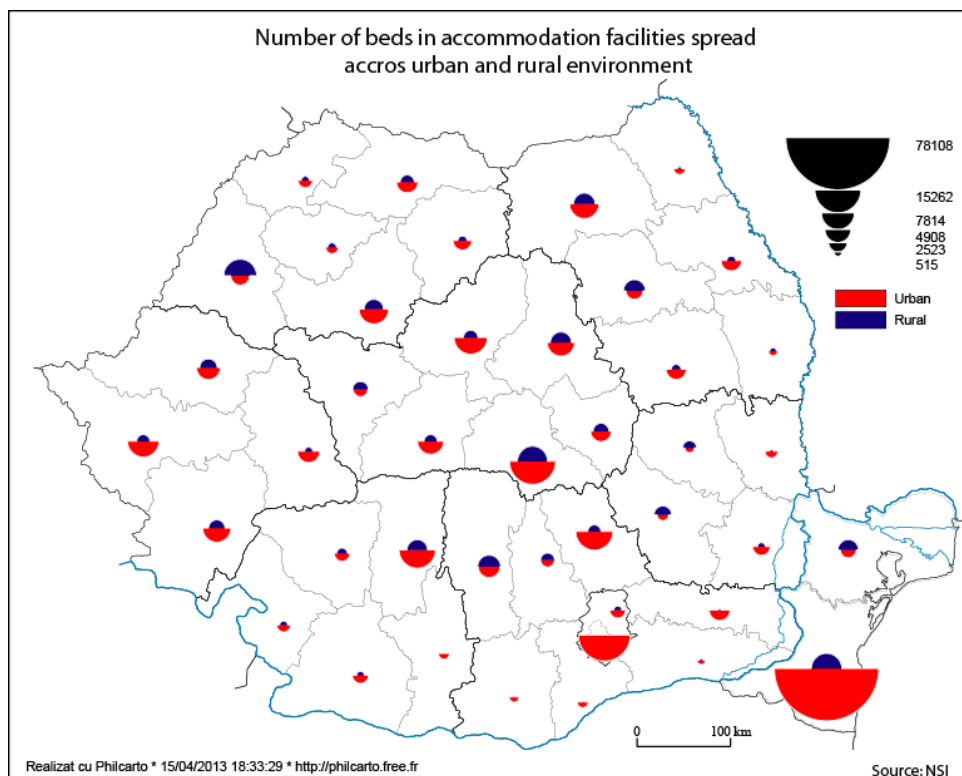 Number of beds in accommodation facilities spread
accros urban and rural environment
78108
15262
7814
4908
2523
515
Urban
Rural
0 100 km
Realizat cu Philcarto * 15/04/2013 18:33:29 * http://philcarto.free.fr
Source: NSI